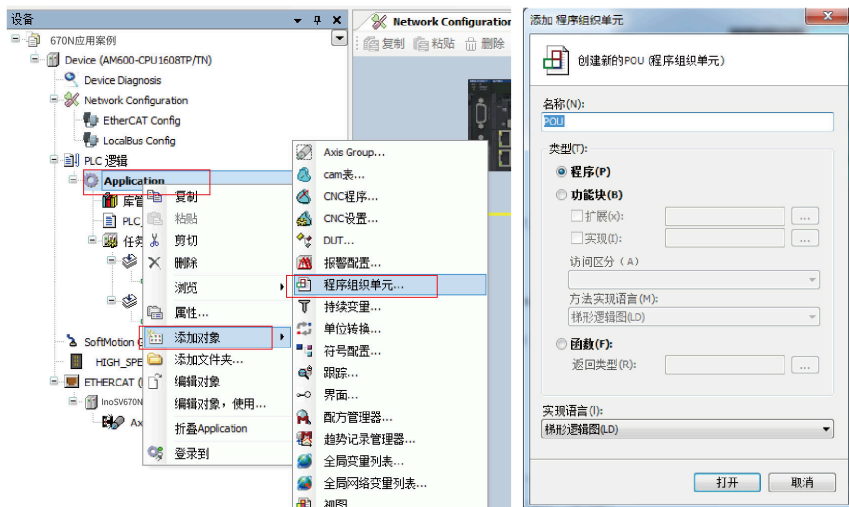 设备
670N应用案例
Device (AM600-CPU1608TP/TN)
Device Diagnosis
Network Configuration
EtherCAT Config
LocalBus Config
PLC 逻辑
Application
库管
PLC_
任务
SoftMotion
HIGH_SPE
ETHERCAT (
InoSV670N
Ax
复制
粘贴
剪切
删除
浏览
属性...
添加对象
添加文件夹...
编辑对象
编辑对象，使用...
折叠Application
登录到
Network Configuration
复制 粘贴 删除
Axis Group...
cam表...
CNC程序...
CNC设置...
DUT...
报警配置...
程序组织单元...
持续变量...
单位转换...
符号配置...
跟踪...
界面...
配方管理器...
趋势记录管理器...
全局变量列表...
全局网络变量列表...
视图
添加 程序组织单元
创建新的POU (程序组织单元)
名称(N):
POU
类型(T):
程序(P)
功能块(B)
扩展(x): ...
实现(I): ...
访问区分（A）
方法实现语言(M):
梯形逻辑图(LD)
函数(F):
返回类型(R): ...
实现语言(I):
梯形逻辑图(LD)
打开 取消